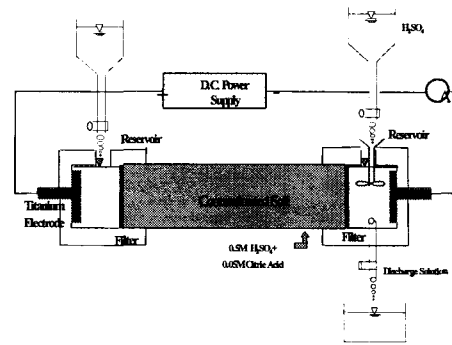 H₂SO₄
D.C. Power
Supply
A
Reservoir
Reservoir
Contaminated Soil
Titanium
Electrode
Filter
Filter
0.5M H₂SO₄+
0.05M Citric Acid
Discharge Solution